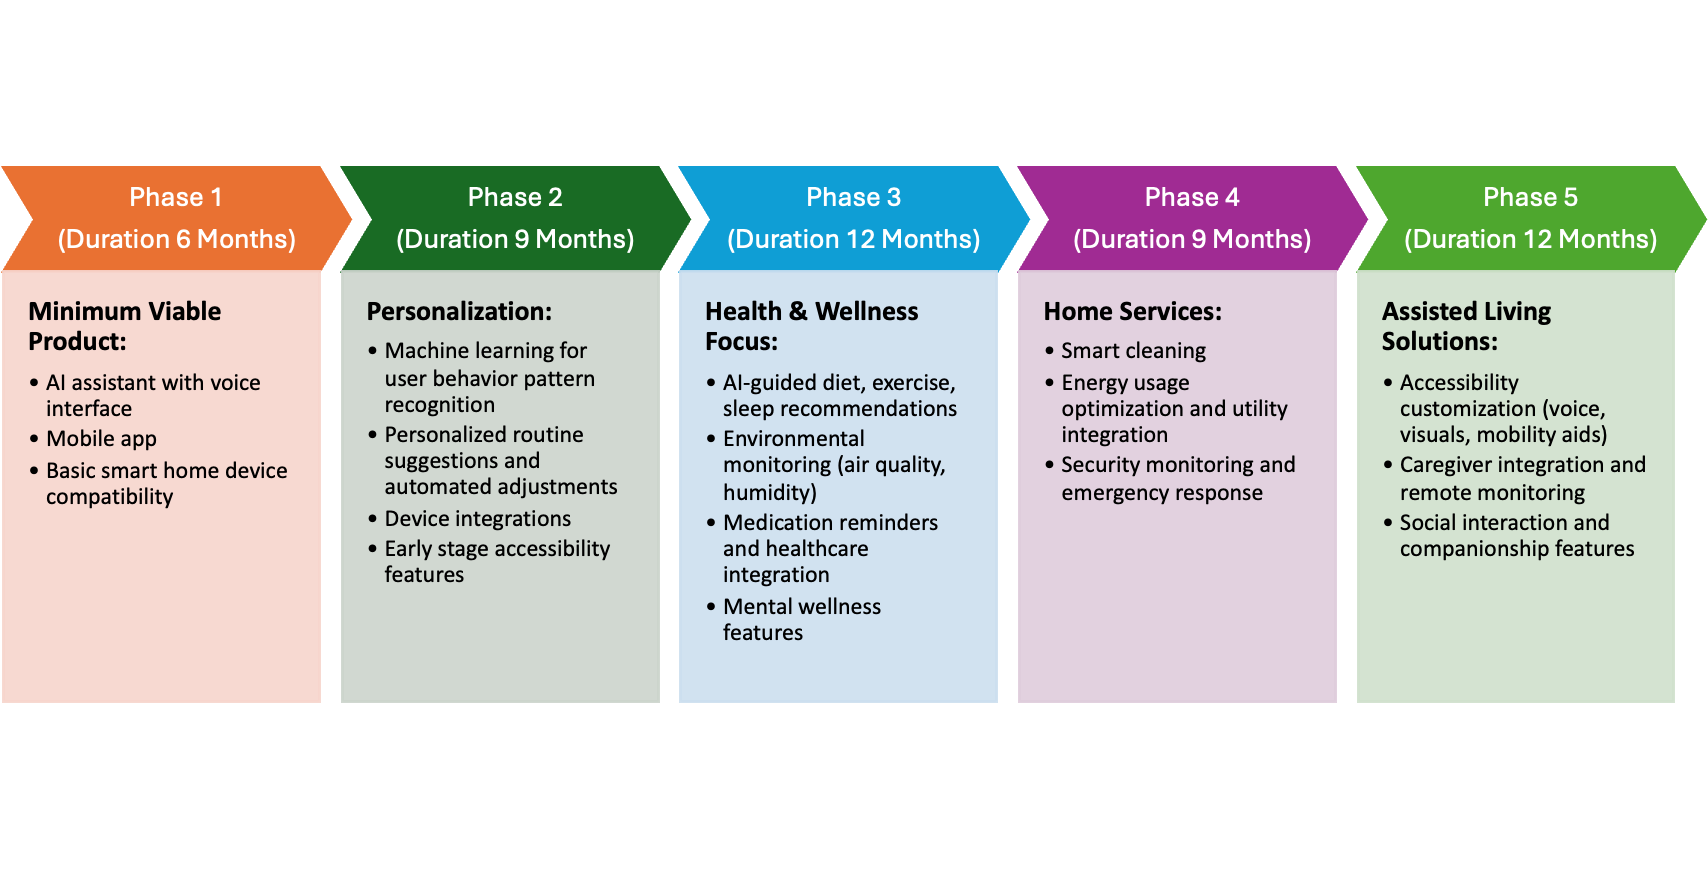 Phase 1
(Duration 6 Months)
Minimum Viable
Product:
• AI assistant with voice
interface
• Mobile app
• Basic smart home device
compatibility
Phase 2
(Duration 9 Months)
Personalization:
• Machine learning for
user behavior pattern
recognition
• Personalized routine
suggestions and
automated adjustments
• Device integrations
• Early stage accessibility
features
Phase 3
(Duration 12 Months)
Health & Wellness
Focus:
• AI-guided diet, exercise,
sleep recommendations
• Environmental
monitoring (air quality,
humidity)
• Medication reminders
and healthcare
integration
• Mental wellness
features
Phase 4
(Duration 9 Months)
Home Services:
• Smart cleaning
• Energy usage
optimization and utility
integration
• Security monitoring and
emergency response
Phase 5
(Duration 12 Months)
Assisted Living
Solutions:
• Accessibility
customization (voice,
visuals, mobility aids)
• Caregiver integration and
remote monitoring
• Social interaction and
companionship features